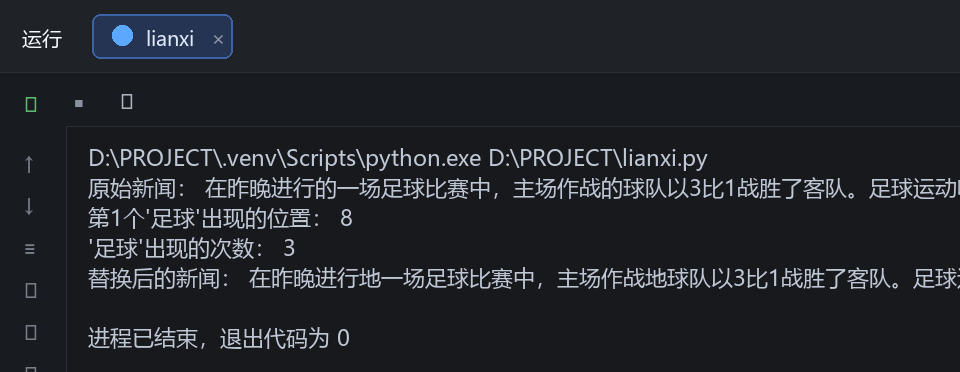 运行 lianxi ×
D:\PROJECT\.venv\Scripts\python.exe D:\PROJECT\lianxi.py
原始新闻： 在昨晚进行的一场足球比赛中，主场作战的球队以3比1战胜了客队。足球运动
第1个'足球'出现的位置： 8
'足球'出现的次数： 3
替换后的新闻： 在昨晚进行地一场足球比赛中，主场作战地球队以3比1战胜了客队。足球
进程已结束，退出代码为 0